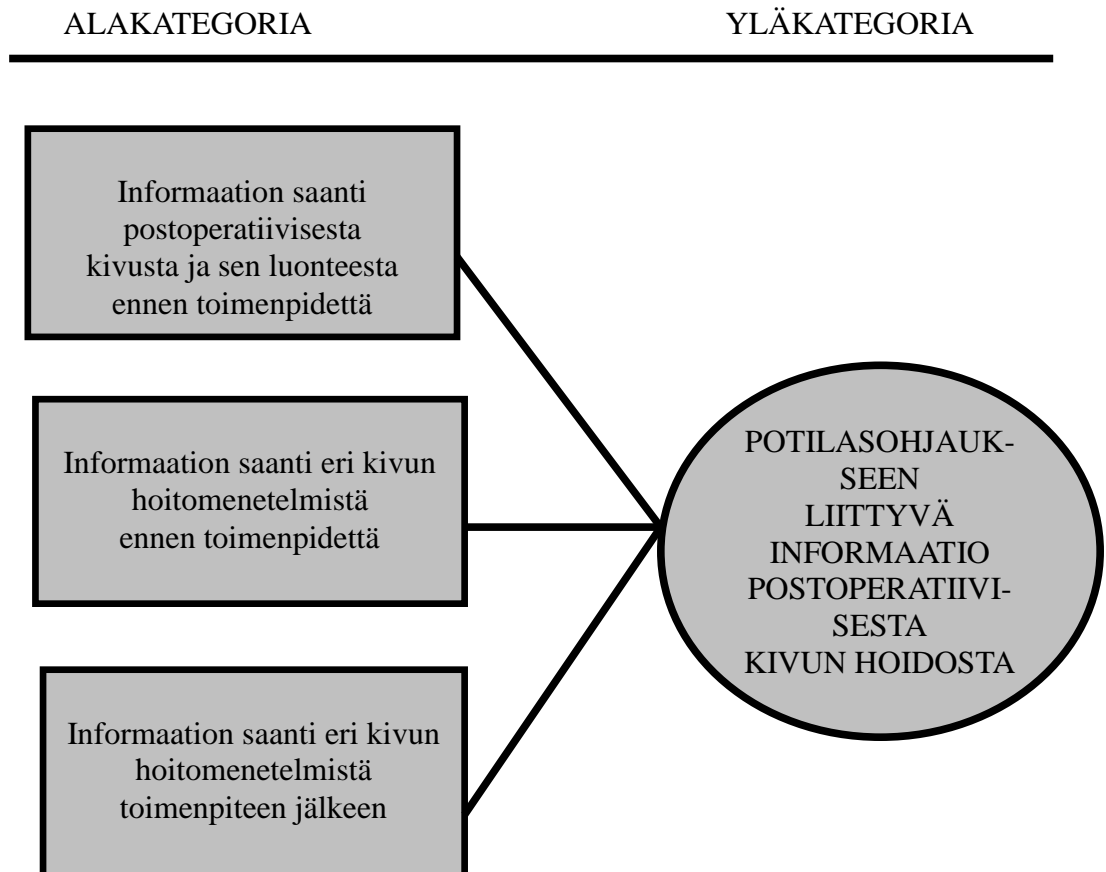 ALAKATEGORIA YLÄKATEGORIA
Informaation saanti
postoperatiivisesta
kivusta ja sen luonteesta
ennen toimenpidettä
Informaation saanti eri kivun
hoitomenetelmistä
ennen toimenpidettä
Informaation saanti eri kivun
hoitomenetelmistä
toimenpiteen jälkeen
POTILASOHJAUK-
SEEN
LIITTYVÄ
INFORMAATIO
POSTOPERATIIVI-
SESTA
KIVUN HOIDOSTA